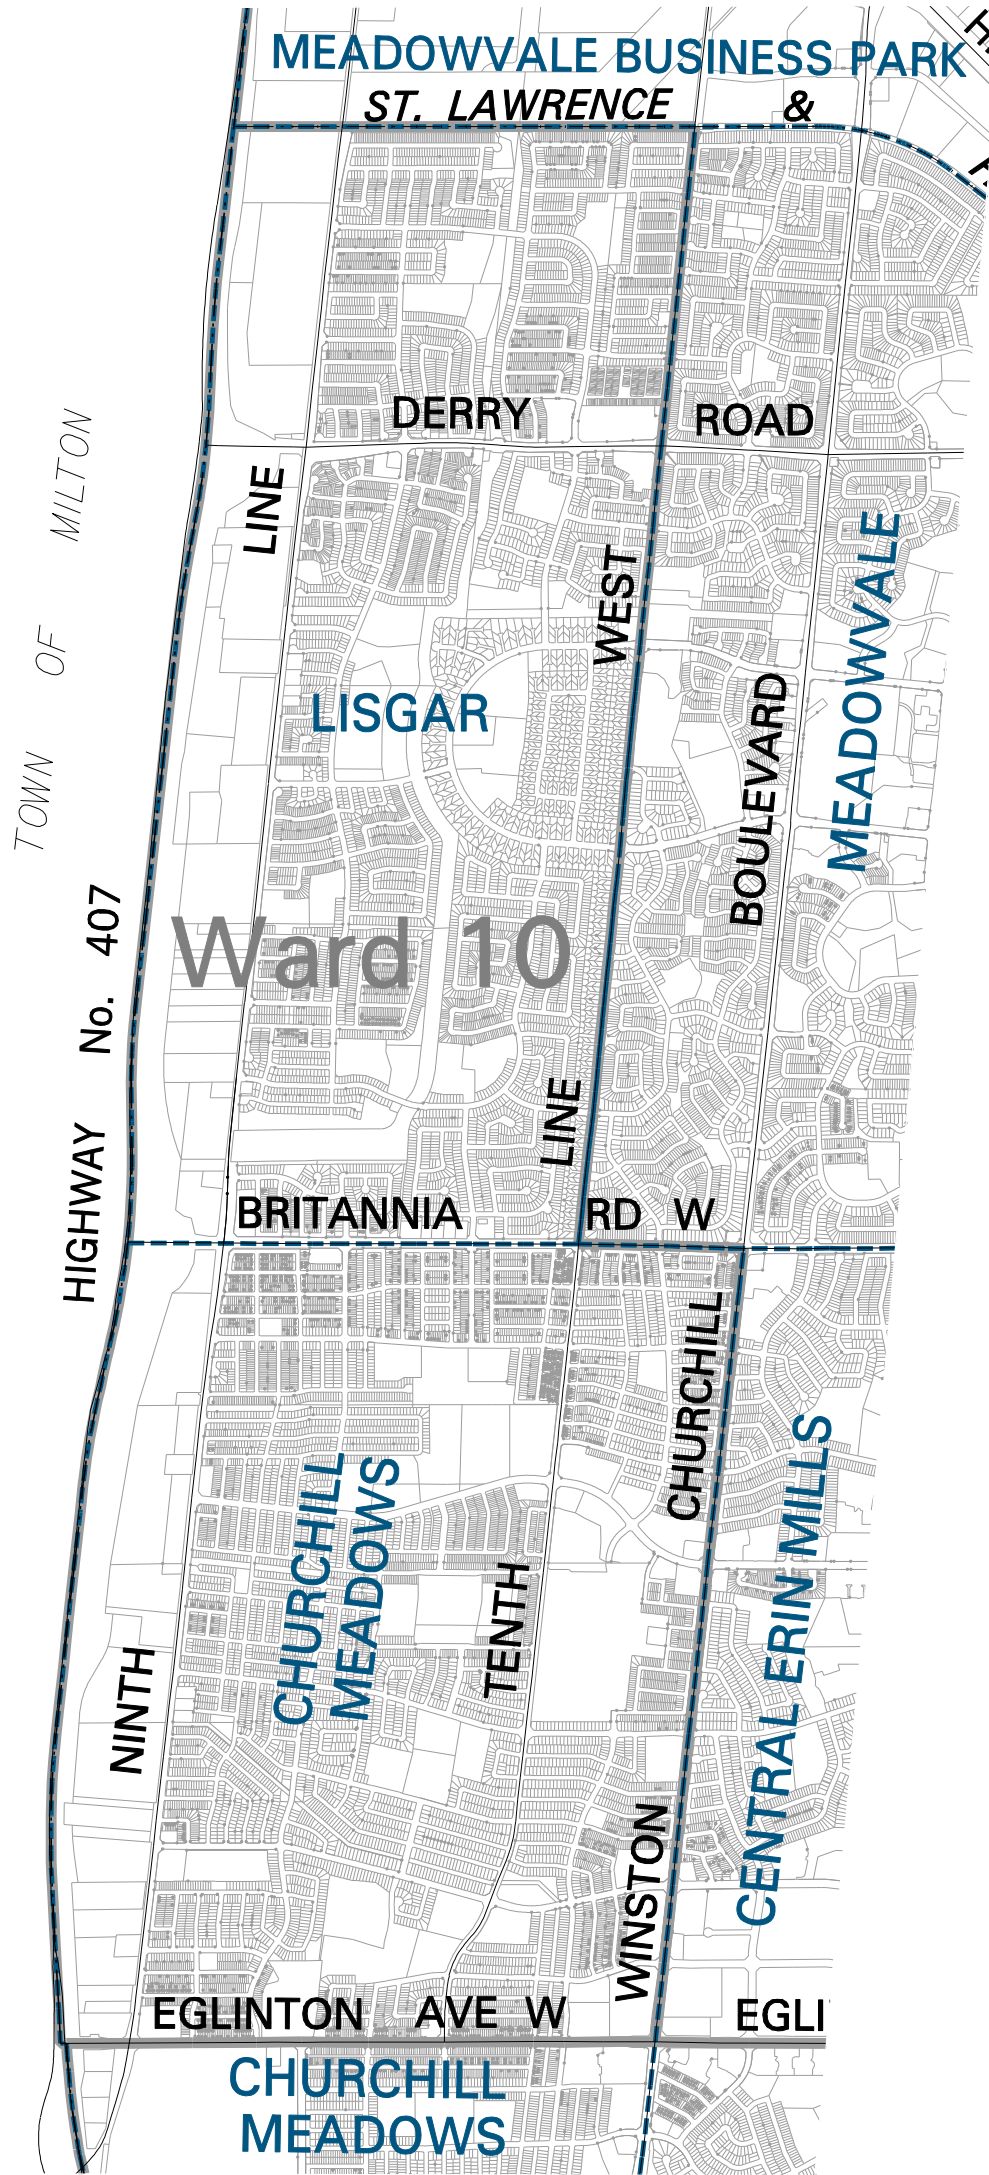 MEADOWVALE BUSINESS PARK
ST. LAWRENCE &
DERRY ROAD
TOWN OF MILTON
LINE
WEST
LISGAR
BOULEVARD
MEADOWVALE
HIGHWAY No. 407
Ward 10
LINE
BRITANNIA RD W
CHURCHILL
CHURCHILL
MEADOWS
TENTH
CENTRAL ERIN MILLS
NINTH
WINSTON
EGLINTON AVE W
EGLI
CHURCHILL
MEADOWS